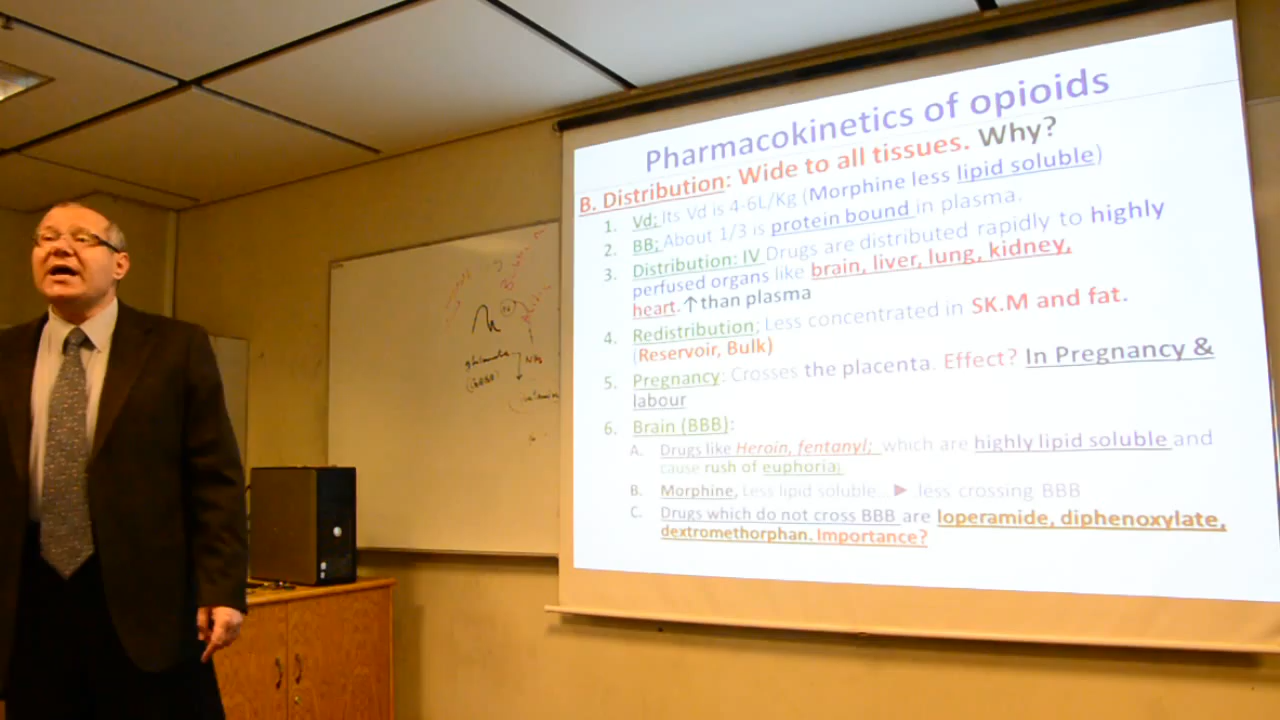 Pharmacokinetics of opioids
B. Distribution: Wide to all tissues. Why?
1. Vd; Its Vd is 4-6L/Kg (Morphine less lipid soluble)
2. BB; About 1/3 is protein bound in plasma.
3. Distribution: IV Drugs are distributed rapidly to highly
perfused organs like brain, liver, lung, kidney,
heart. ↑than plasma
4. Redistribution; Less concentrated in SK.M and fat.
(Reservoir, Bulk)
5. Pregnancy: Crosses the placenta. Effect? In Pregnancy &
labour
6. Brain (BBB):
A. Drugs like Heroin, fentanyl; which are highly lipid soluble and
cause rush of euphoria;
B. Morphine, Less lipid soluble.. ► less crossing BBB
C. Drugs which do not cross BBB are loperamide, diphenoxylate,
dextromethorphan. Importance?
glutamate
NH₂